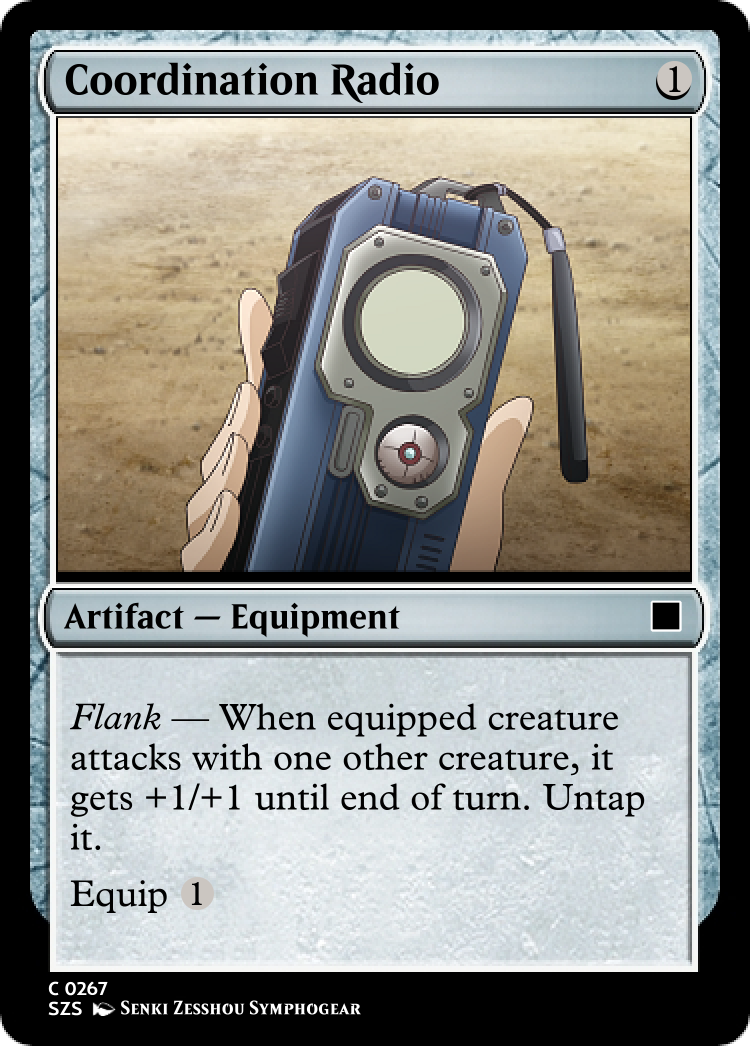 Coordination Radio 1
Artifact — Equipment
Flank — When equipped creature
attacks with one other creature, it
gets +1/+1 until end of turn. Untap
it.
Equip 1
C 0267
SZS SENKI ZESSHOU SYMPHOGEAR